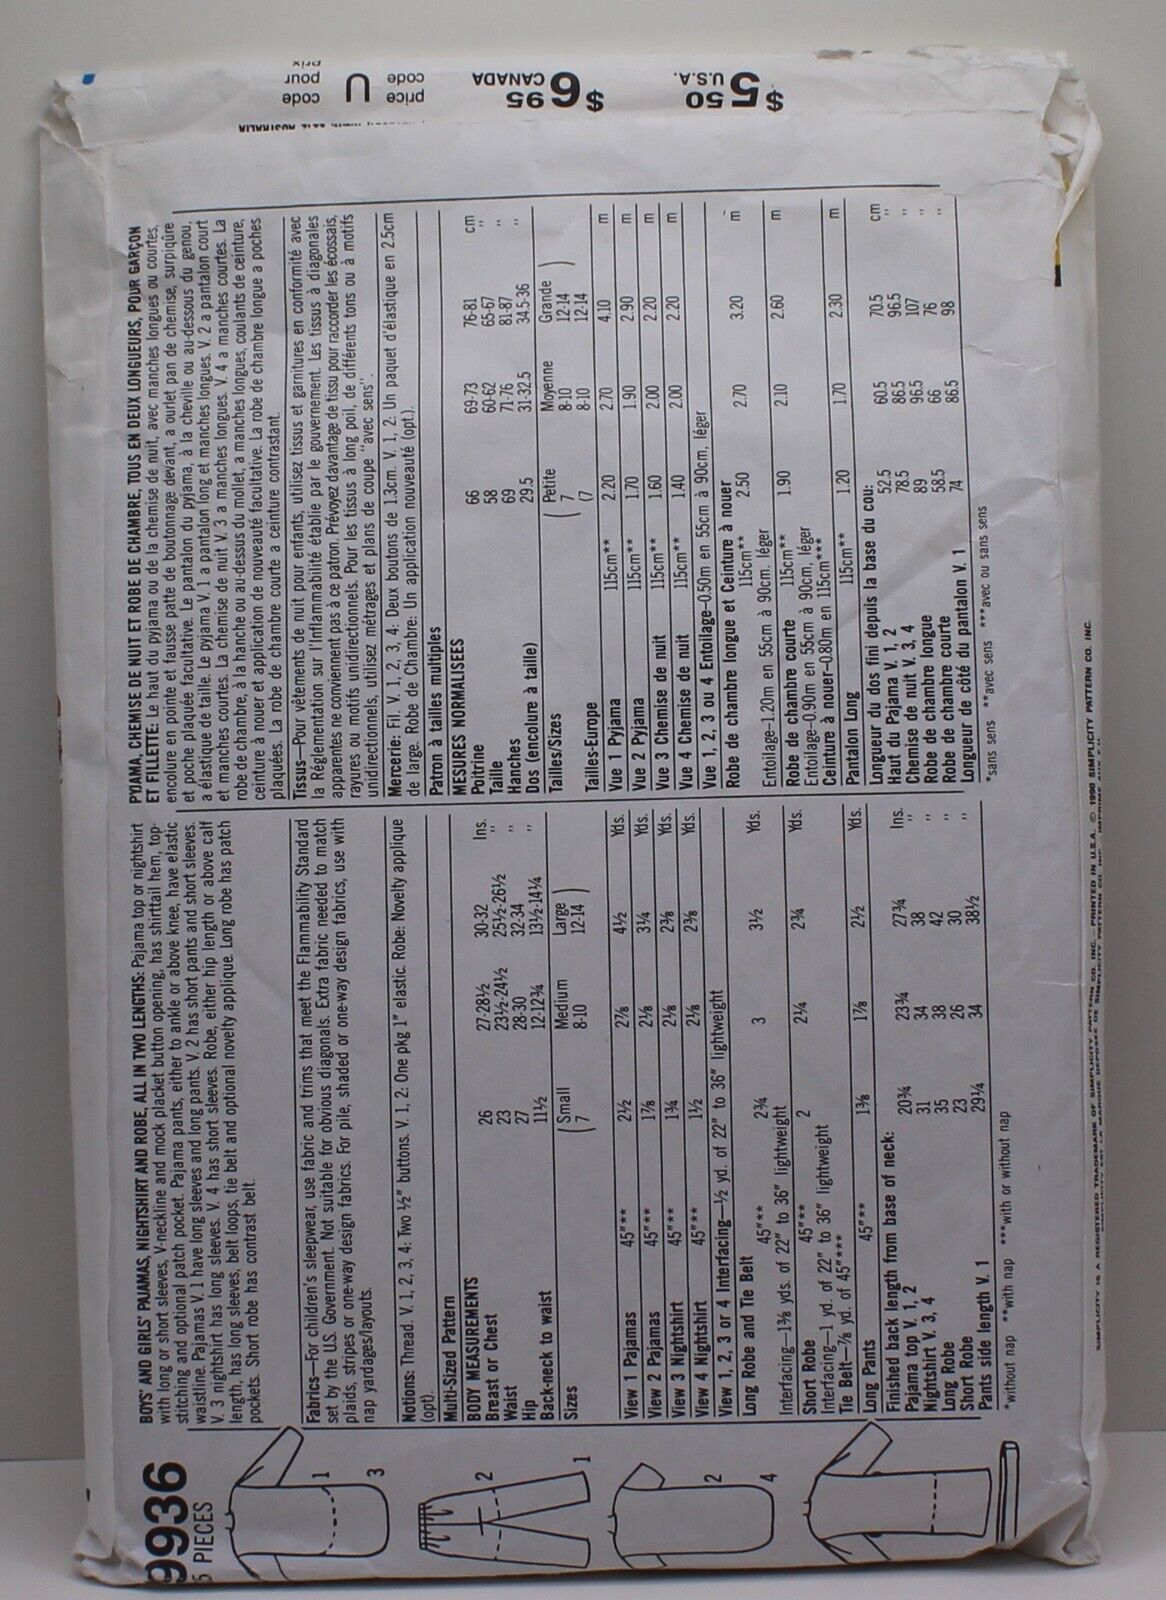 9936
5 PIECES
1
3
2
1
2
4
BOYS' AND GIRLS' PAJAMAS, NIGHTSHIRT AND ROBE, ALL IN TWO LENGTHS: Pajama top or nightshirt
with long or short sleeves, V-neckline and mock placket button opening, has shirttail hem, top-
stitching and optional patch pocket. Pajama pants, either to ankle or above knee, have elastic
waistline. Pajamas V. 1 have long sleeves and long pants. V. 2 has short pants and short sleeves.
V. 3 nightshirt has long sleeves. V. 4 has short sleeves. Robe, either hip length or above calf
length, has long sleeves, belt loops, tie belt and optional novelty applique. Long robe has patch
pockets. Short robe has contrast belt.
Fabrics—For children's sleepwear, use fabric and trims that meet the Flammability Standard
set by the U.S. Government. Not suitable for obvious diagonals. Extra fabric needed to match
plaids, stripes or one-way design fabrics. For pile, shaded or one-way design fabrics, use with
nap yardages/layouts.
Notions: Thread. V. 1, 2, 3, 4: Two ½" buttons. V. 1, 2: One pkg 1" elastic. Robe: Novelty applique
(opt).
Multi-Sized Pattern
BODY MEASUREMENTS
Breast or Chest 26 27-28½ 30-32 Ins.
Waist 23 23½-24½ 25½-26½ "
Hip 27 28-30 32-34 "
Back-neck to waist 11½ 12-12¾ 13½-14¼ "
Sizes (Small Medium Large)
7 8-10 12-14
View 1 Pajamas 45"** 2½ 2⅞ 4½ Yds.
View 2 Pajamas 45"** 1⅞ 2⅛ 3¼ Yds.
View 3 Nightshirt 45"** 1¾ 2⅛ 2⅜ Yds.
View 4 Nightshirt 45"** 1½ 2⅛ 2⅜ Yds.
View 1, 2, 3 or 4 Interfacing—½ yd. of 22" to 36" lightweight
Long Robe and Tie Belt
45"** 2¾ 3 3½ Yds.
Interfacing—1⅜ yds. of 22" to 36" lightweight
Short Robe 45"** 2 2¼ 2¾ Yds.
Interfacing—1 yd. of 22" to 36" lightweight
Tie Belt—⅞ yd. of 45"***
Long Pants 45"** 1⅜ 1⅞ 2½ Yds.
Finished back length from base of neck:
Pajama top V. 1, 2 20¾ 23¾ 27¾ Ins.
Nightshirt V. 3, 4 31 34 38 "
Long Robe 35 38 42 "
Short Robe 23 26 30 "
Pants side length V. 1 29¼ 34 38½ "
*without nap **with nap ***with or without nap
PYJAMA, CHEMISE DE NUIT ET ROBE DE CHAMBRE, TOUS EN DEUX LONGUEURS, POUR GARÇON
ET FILLETTE: Le haut du pyjama ou de la chemise de nuit, avec manches longues ou courtes,
encolure en pointe et fausse patte de boutonnage devant, a ourlet pan de chemise, surpiqûre
et poche plaquée facultative. Le pantalon du pyjama, à la cheville ou au-dessous du genou,
a élastique de taille. Le pyjama V. 1 a pantalon long et manches longues. V. 2 a pantalon court
et manches courtes. La chemise de nuit V. 3 a manches longues. V. 4 a manches courtes. La
robe de chambre, à la hanche ou au-dessus du mollet, a manches longues, coulants de ceinture,
ceinture à nouer et application de nouveauté facultative. La robe de chambre longue a poches
plaquées. La robe de chambre courte a ceinture contrastant.
Tissus—Pour vêtements de nuit pour enfants, utilisez tissus et garnitures en conformité avec
la Réglementation sur l'Inflammabilité établie par le gouvernement. Les tissus à diagonales
apparentes ne conviennent pas à ce patron. Prévoyez davantage de tissu pour raccorder les écossais,
rayures ou motifs unidirectionnels. Pour les tissus à long poil, de différents tons ou à motifs
unidirectionnels, utilisez métrages et plans de coupe "avec sens".
Mercerie: Fil. V. 1, 2, 3, 4: Deux boutons de 1.3cm. V. 1, 2: Un paquet d'élastique en 2.5cm
de large. Robe de Chambre: Un application nouveauté (opt.).
Patron à tailles multiples
MESURES NORMALISEES
Poitrine 66 69-73 76-81 cm
Taille 58 60-62 65-67 "
Hanches 69 71-76 81-87 "
Dos (encolure à taille) 29.5 31-32.5 34.5-36 "
Tailles/Sizes (Petite Moyenne Grande)
7 8-10 12-14
Tailles-Europe (7 8-10 12-14
Vue 1 Pyjama 115cm** 2.20 2.70 4.10 m
Vue 2 Pyjama 115cm** 1.70 1.90 2.90 m
Vue 3 Chemise de nuit 115cm** 1.60 2.00 2.20 m
Vue 4 Chemise de nuit 115cm** 1.40 2.00 2.20 m
Vue 1, 2, 3 ou 4 Entoilage-0.50m en 55cm à 90cm, léger
Robe de chambre longue et Ceinture à nouer
115cm** 2.50 2.70 3.20 m
Entoilage-1.20m en 55cm à 90cm. léger
Robe de chambre courte 115cm** 1.90 2.10 2.60 m
Entoilage-0.90m en 55cm à 90cm, léger
Ceinture à nouer-0.80m en 115cm***
Pantalon Long 115cm** 1.20 1.70 2.30 m
Longueur du dos fini depuis la base du cou:
Haut du Pajama V. 1, 2 52.5 60.5 70.5 cm
Chemise de nuit V. 3, 4 78.5 86.5 96.5 "
Robe de chambre longue 89 96.5 107 "
Robe de chambre courte 58.5 66 76 "
Longueur de côté du pantalon V. 1 74 86.5 98 "
*sans sens **avec sens ***avec ou sans sens
SIMPLICITY IS A REGISTERED TRADEMARK OF SIMPLICITY PATTERN CO. INC. PRINTED IN U.S.A. © 1990 SIMPLICITY PATTERN CO. INC.
$5 50
U.S.A.
$6 95
CANADA
price code U code pour prix
AUSTRALIA